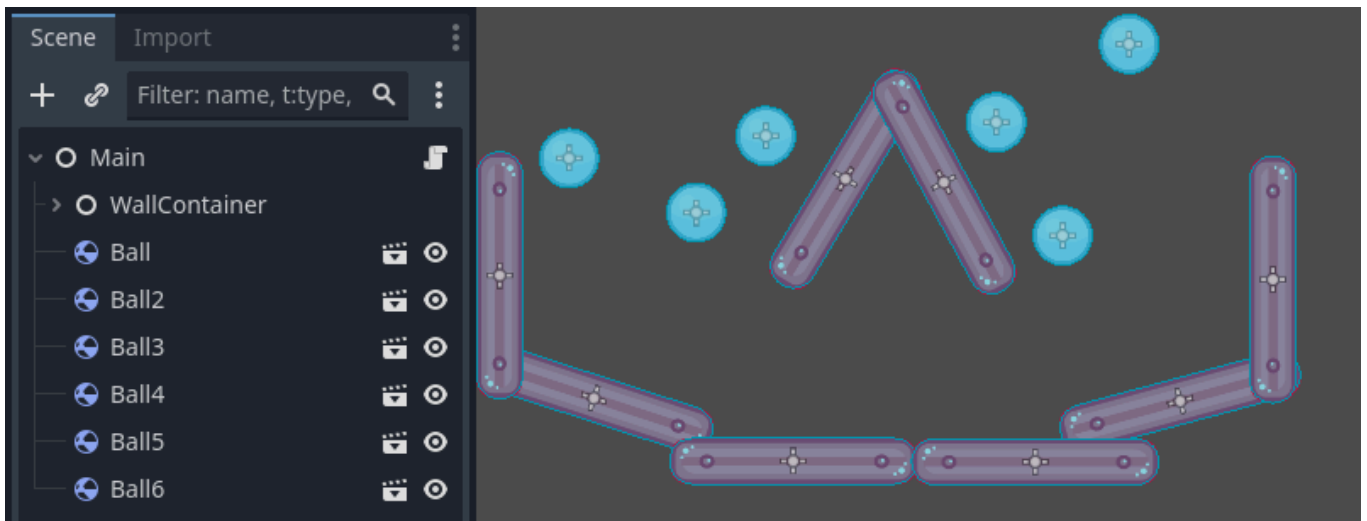 Scene Import
Filter: name, t:type,
Main
WallContainer
Ball
Ball2
Ball3
Ball4
Ball5
Ball6